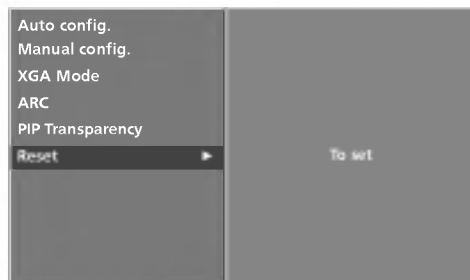 Auto config.
Manual config.
XGA Mode
ARC
PIP Transparency
Reset
To set